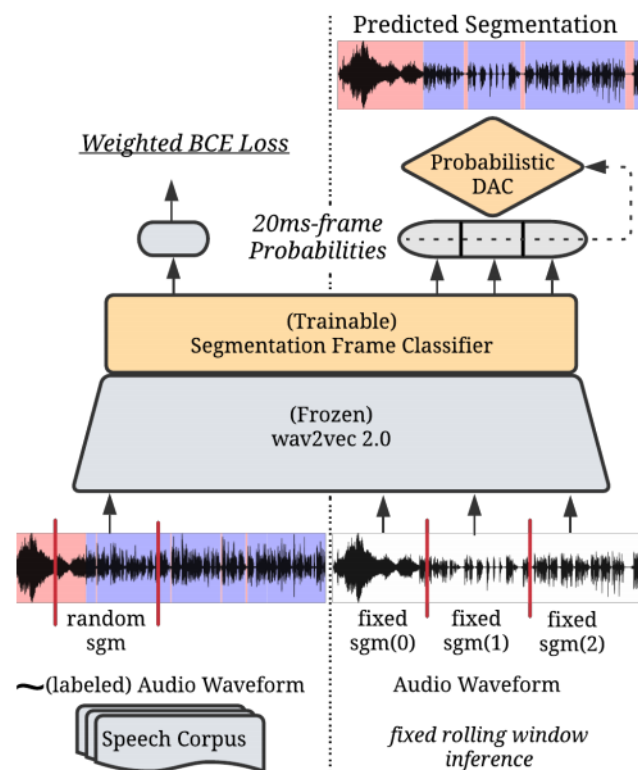 Predicted Segmentation
Weighted BCE Loss
Probabilistic
DAC
20ms-frame
Probabilities
(Trainable)
Segmentation Frame Classifier
(Frozen)
wav2vec 2.0
random
sgm
fixed
sgm(0)
fixed
sgm(1)
fixed
sgm(2)
~(labeled) Audio Waveform
Audio Waveform
Speech Corpus
fixed rolling window
inference